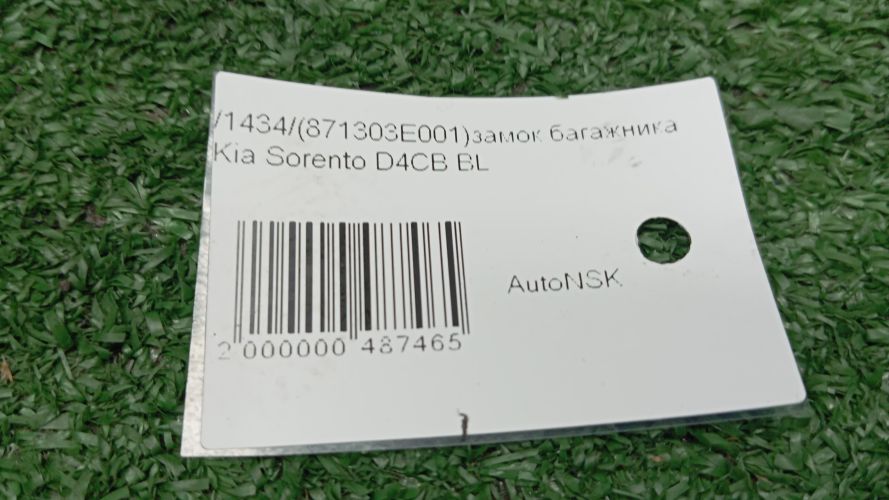 /1434/(871303E001)замок багажника
Kia Sorento D4CB BL
AutoNSK
2 000000 487465